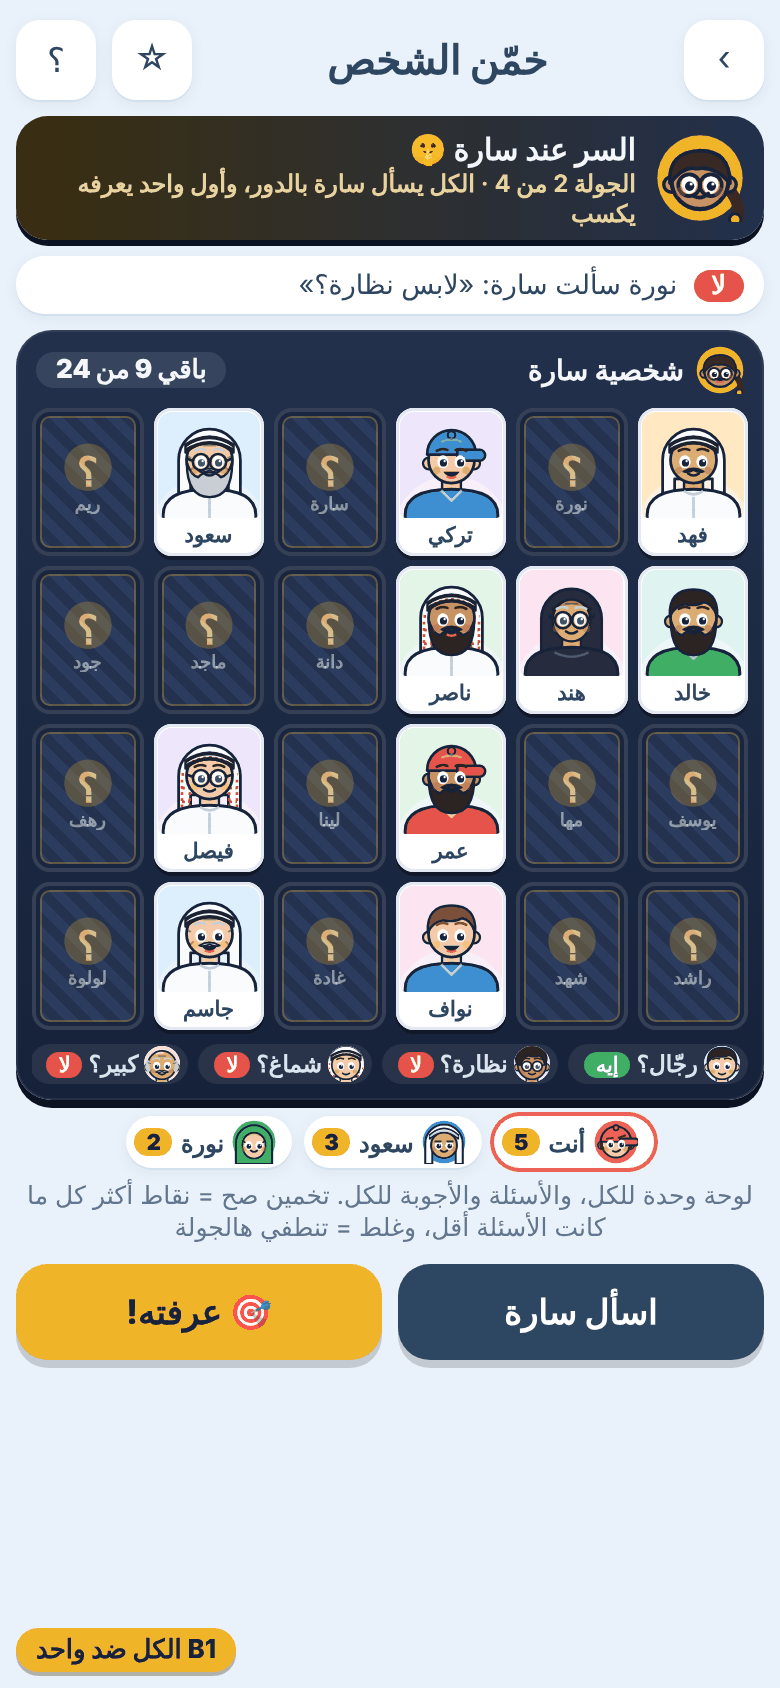 خمّن الشخص
؟
السر عند سارة
الجولة 2 من 4 · الكل يسأل سارة بالدور، وأول واحد يعرفه
يكسب
لا نورة سألت سارة: «لابس نظارة؟»
شخصية سارة باقي 9 من 24
؟ ؟ ؟
فهد نورة تركي سارة سعود ريم
؟ ؟ ؟
خالد هند ناصر دانة ماجد جود
؟ ؟ ؟ ؟
يوسف مها عمر لينا فيصل رهف
؟ ؟ ؟ ؟
راشد شهد نواف غادة جاسم لولوة
رجّال؟ إيه نظارة؟ لا شماغ؟ لا كبير؟ لا
أنت 5 سعود 3 نورة 2
لوحة وحدة للكل، والأسئلة والأجوبة للكل. تخمين صح = نقاط أكثر كل ما
كانت الأسئلة أقل، وغلط = تنطفي هالجولة
اسأل سارة
عرفته!
B1 الكل ضد واحد